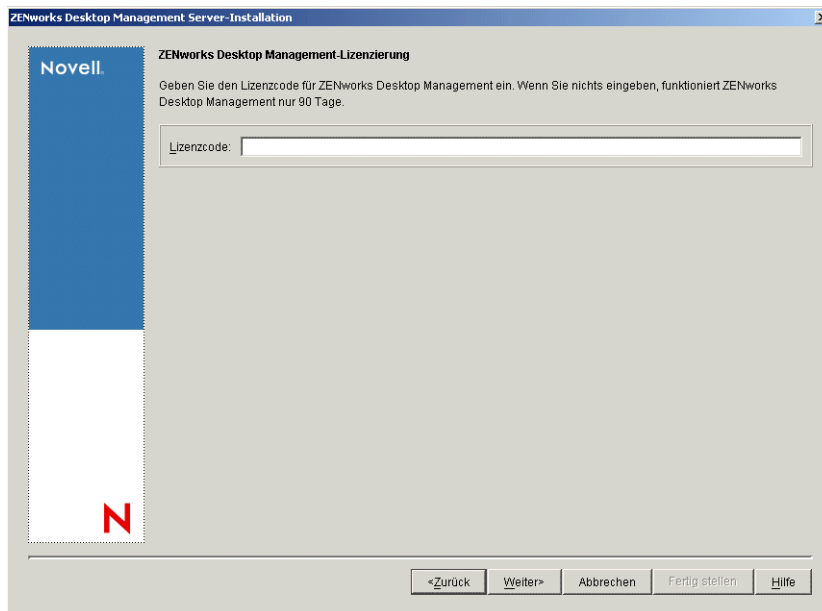 ZENworks Desktop Management Server-Installation
Novell.
ZENworks Desktop Management-Lizenzierung
Geben Sie den Lizenzcode für ZENworks Desktop Management ein. Wenn Sie nichts eingeben, funktioniert ZENworks
Desktop Management nur 90 Tage.
Lizenzcode:
N
<Zurück
Weiter>
Abbrechen
Fertig stellen
Hilfe